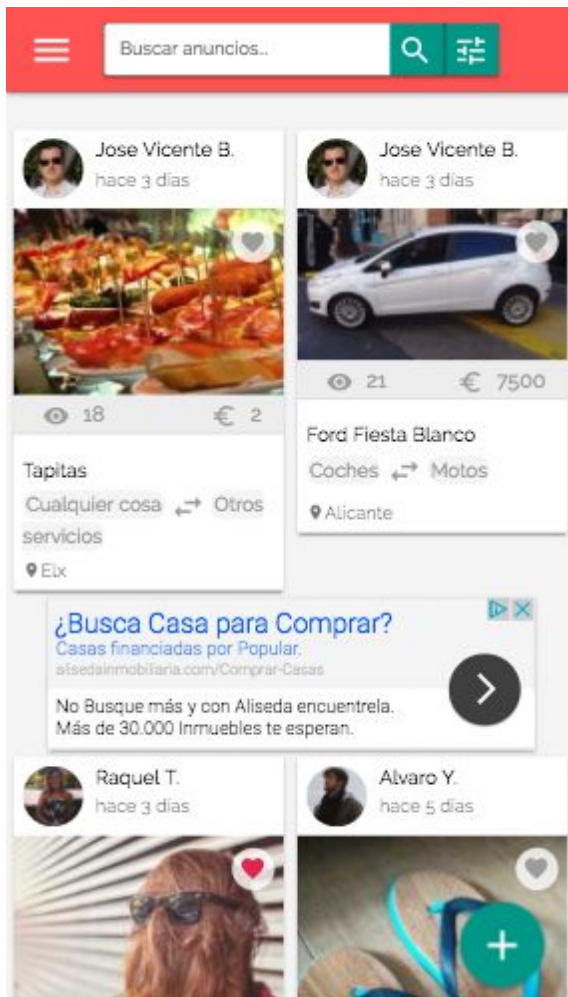 Buscar anuncios...
Jose Vicente B.
hace 3 días
18
€ 2
Tapitas
Cualquier cosa Otros
servicios
Elx
Jose Vicente B.
hace 3 días
21
€ 7500
Ford Fiesta Blanco
Coches Motos
Alicante
¿Busca Casa para Comprar?
Casas financiadas por Popular.
alisedainmobiliaria.com/Comprar-Casas
No Busque más y con Aliseda encuentrela.
Más de 30.000 Inmuebles te esperan.
Raquel T.
hace 3 días
Alvaro Y.
hace 5 días